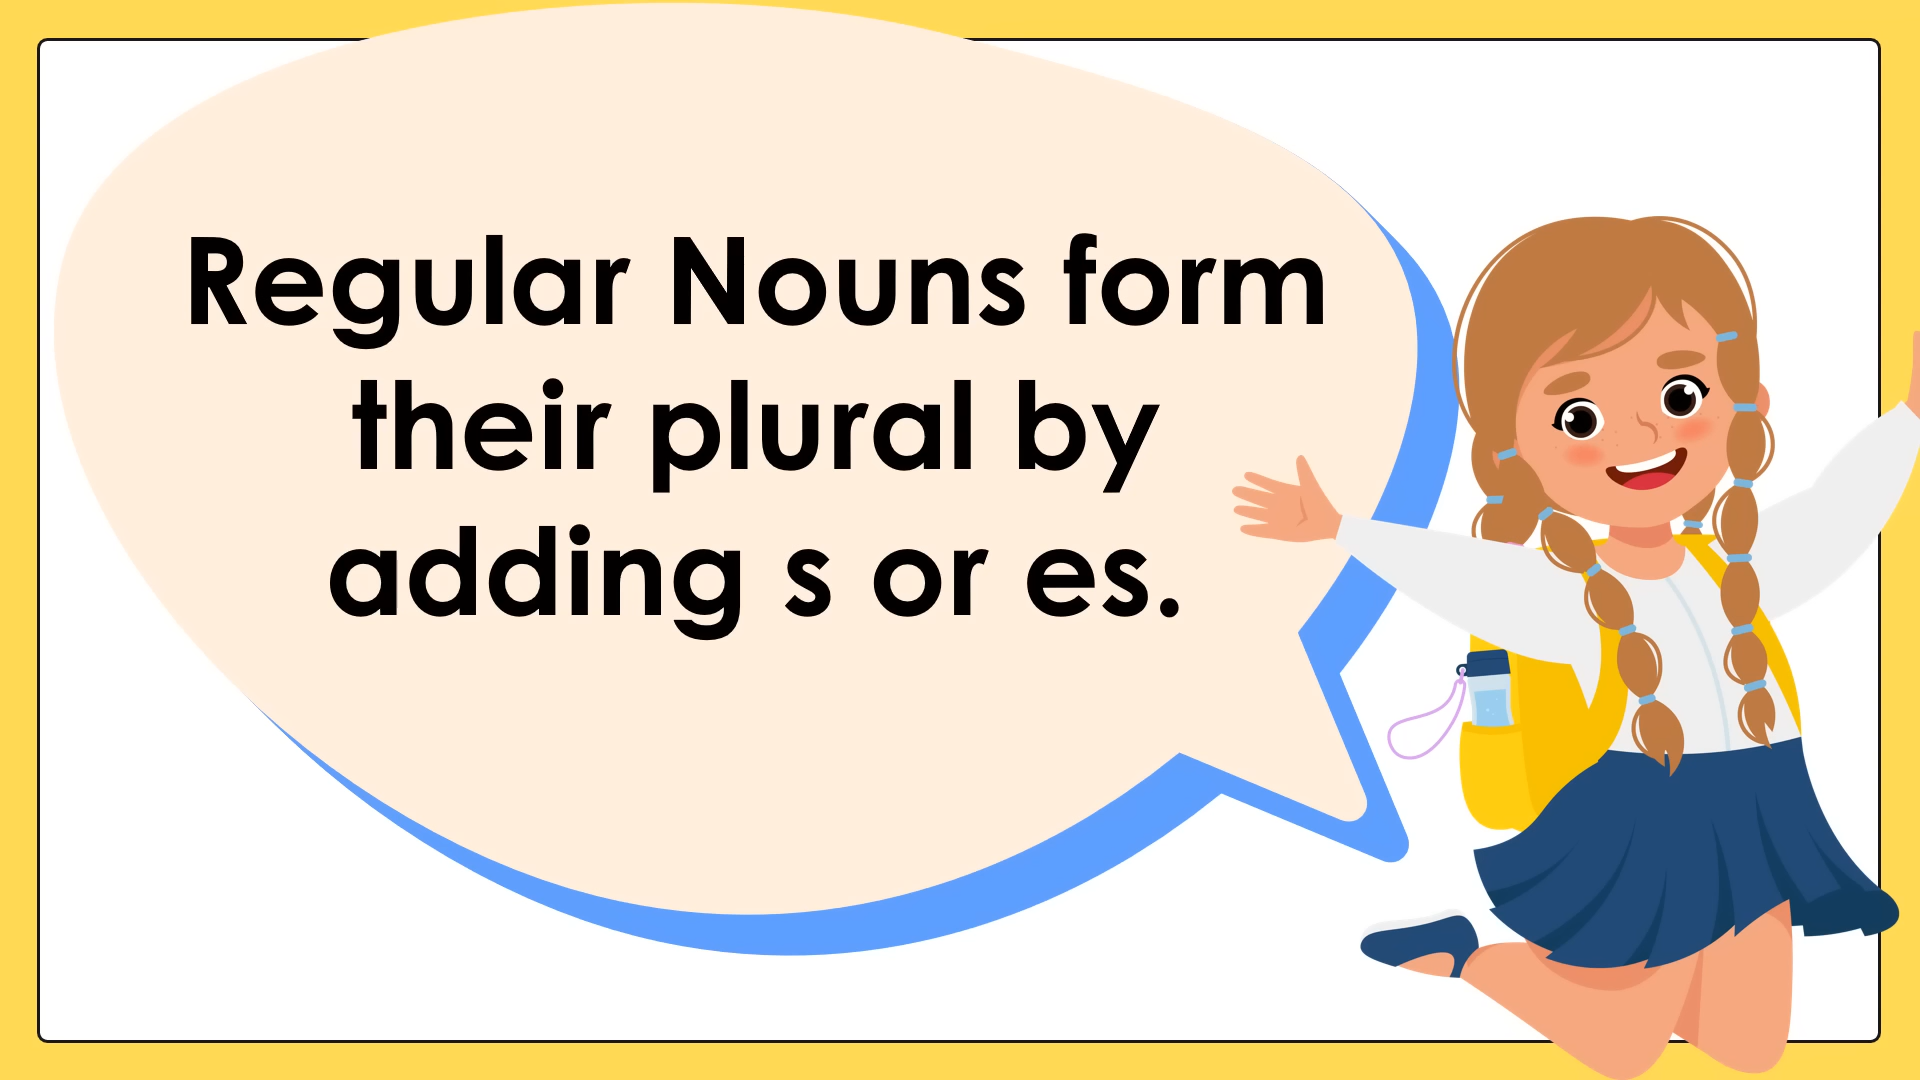 Regular Nouns form
their plural by
adding s or es.